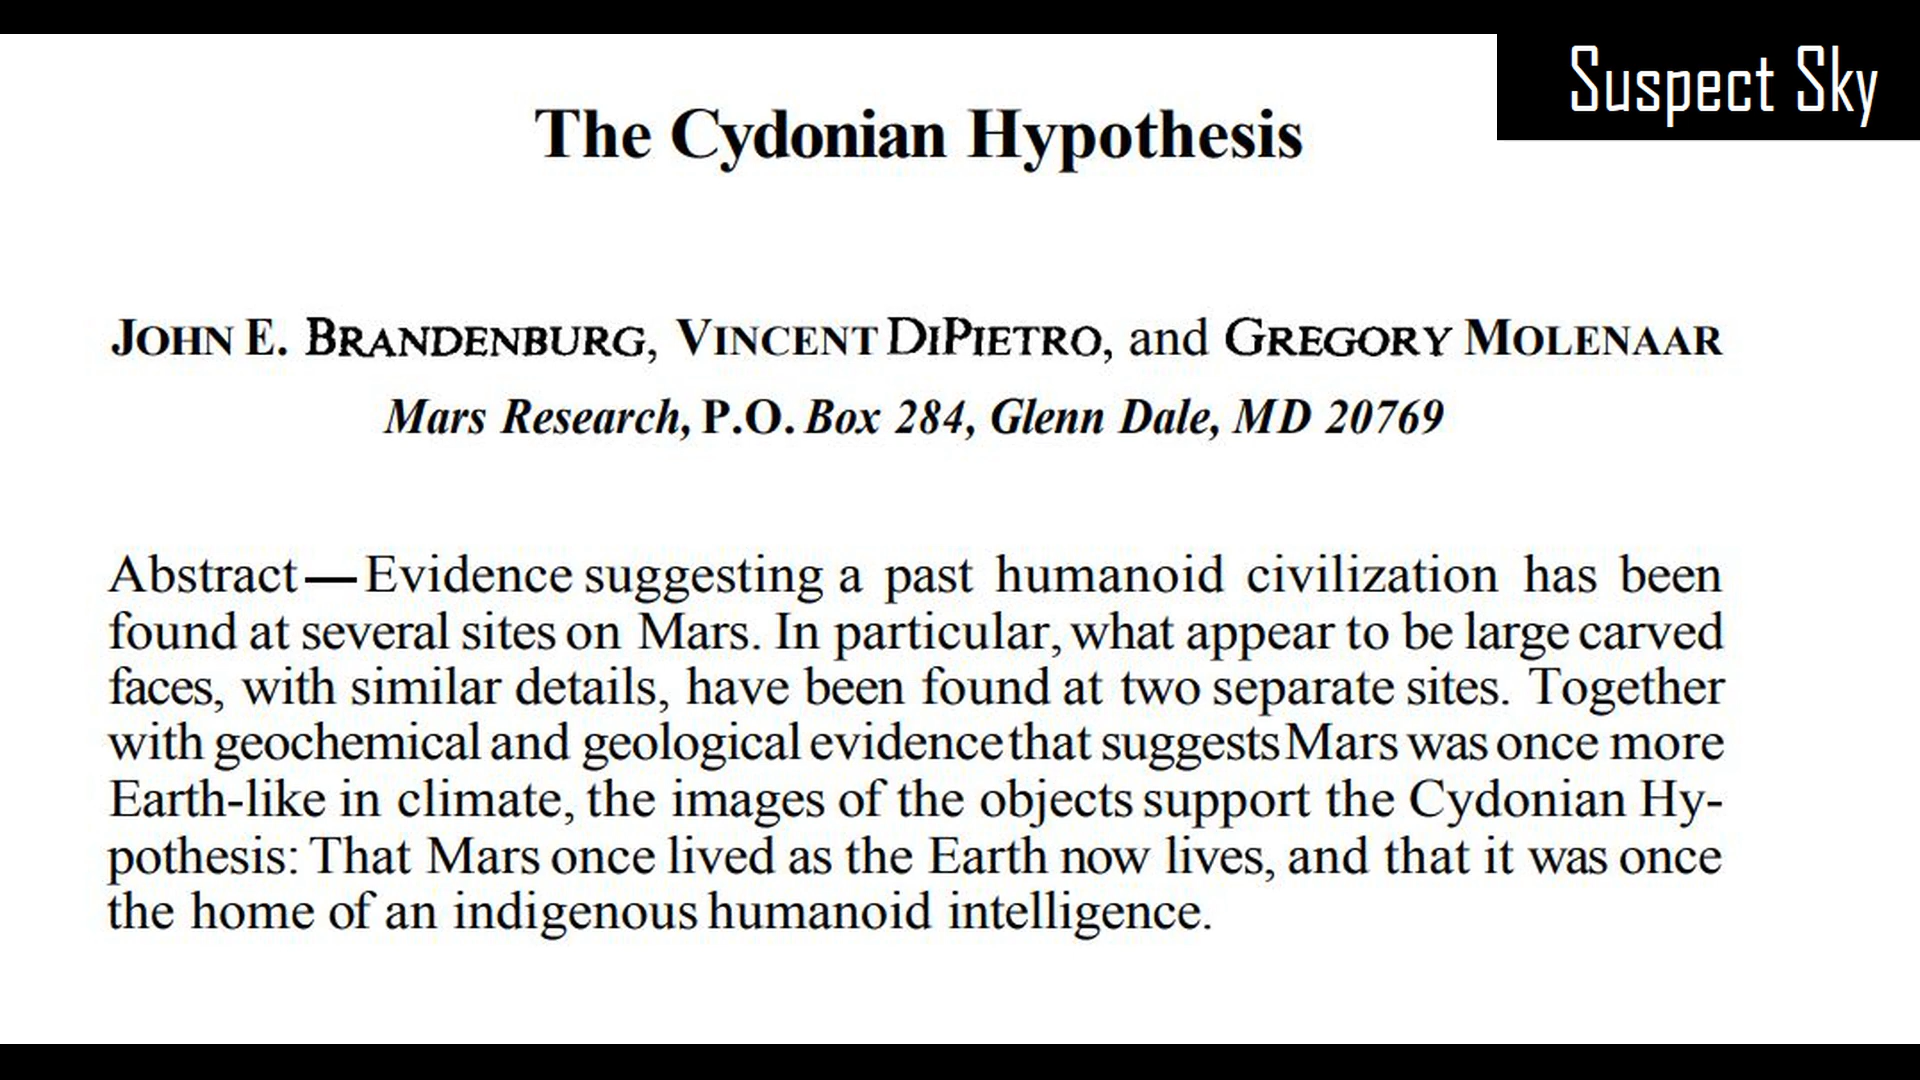 Suspect Sky
The Cydonian Hypothesis
JOHN E. BRANDENBURG, VINCENT DIPIETRO, and GREGORY MOLENAAR
Mars Research, P.O. Box 284, Glenn Dale, MD 20769
Abstract—Evidence suggesting a past humanoid civilization has been
found at several sites on Mars. In particular, what appear to be large carved
faces, with similar details, have been found at two separate sites. Together
with geochemical and geological evidence that suggests Mars was once more
Earth-like in climate, the images of the objects support the Cydonian Hy-
pothesis: That Mars once lived as the Earth now lives, and that it was once
the home of an indigenous humanoid intelligence.